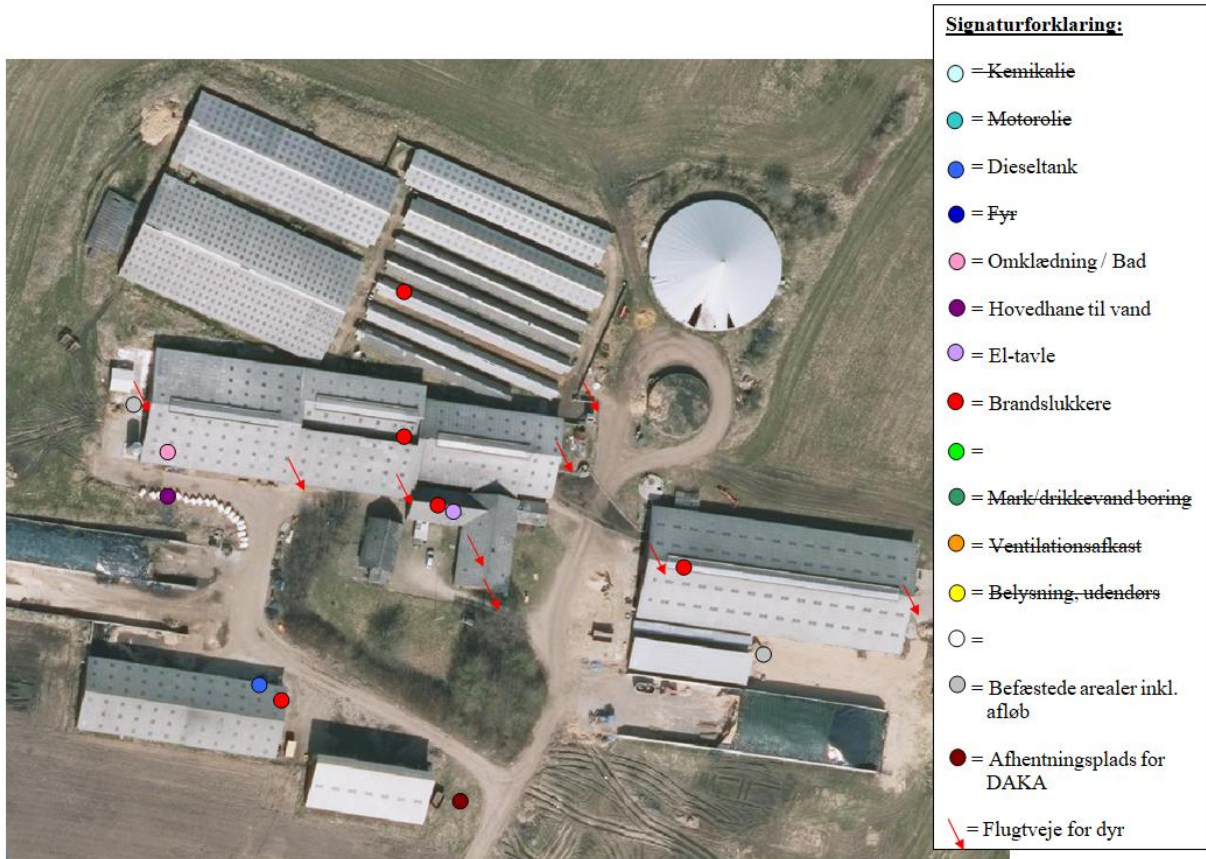 Signaturforklaring:
= Kemikalie
= Motorolie
= Dieseltank
= Fyr
= Omklædning / Bad
= Hovedhane til vand
= El-tavle
= Brandslukkere
=
= Mark/drikkevand boring
= Ventilationsafkast
= Belysning, udendørs
=
= Befæstede arealer inkl.
afløb
= Afhentningsplads for
DAKA
= Flugtveje for dyr